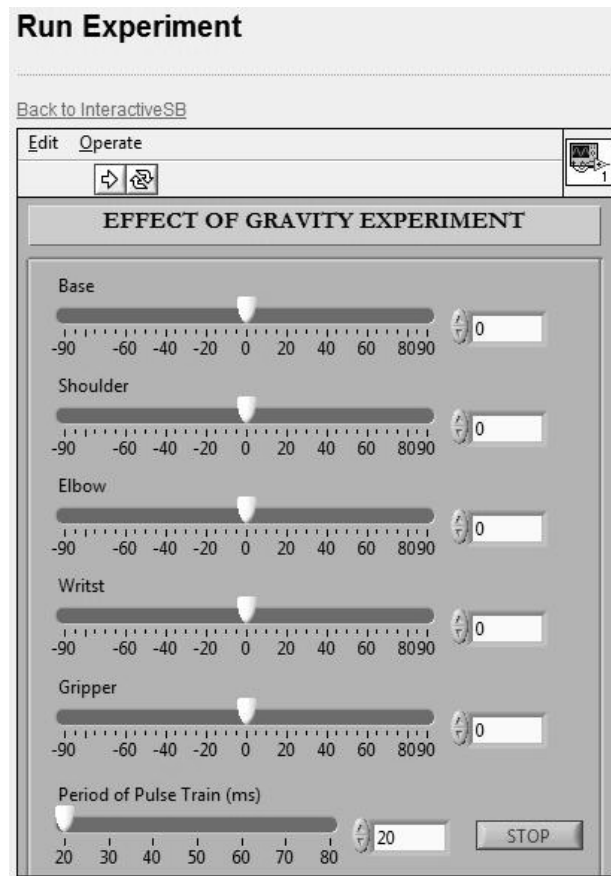 Run Experiment
Back to InteractiveSB
Edit Operate
1
EFFECT OF GRAVITY EXPERIMENT
Base
0
-90 -60 -40 -20 0 20 40 60 8090
Shoulder
0
-90 -60 -40 -20 0 20 40 60 8090
Elbow
0
-90 -60 -40 -20 0 20 40 60 8090
Writst
0
-90 -60 -40 -20 0 20 40 60 8090
Gripper
0
-90 -60 -40 -20 0 20 40 60 8090
Period of Pulse Train (ms)
20 STOP
20 30 40 50 60 70 80